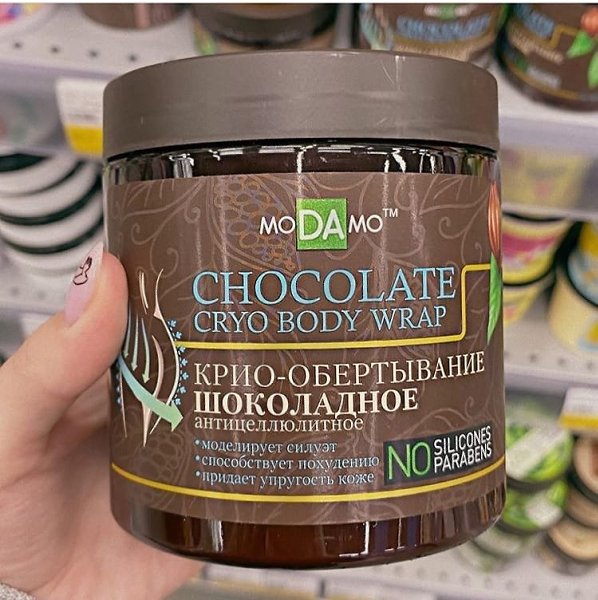 CHOCOLATE
MODAMO™
CHOCOLATE
CRYO BODY WRAP
КРИО-ОБЕРТЫВАНИЕ
ШОКОЛАДНОЕ
антицеллюлитное
•моделирует силуэт
•способствует похудению
•придает упругость коже
NO SILICONES
PARABENS